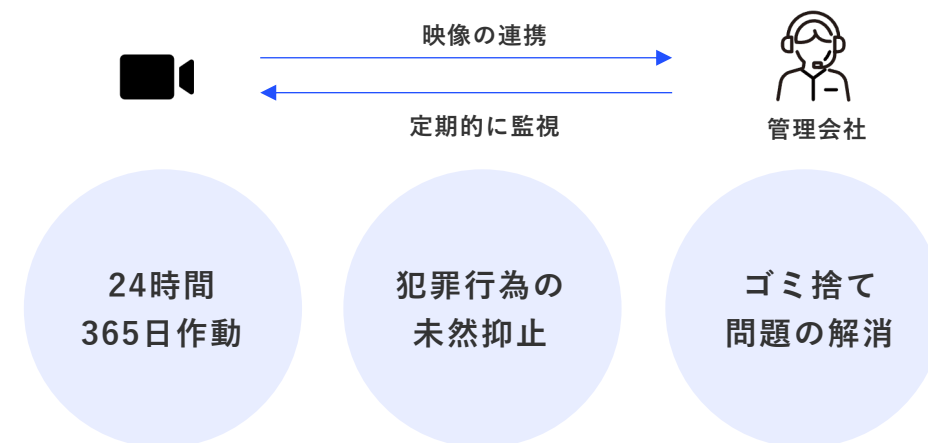 映像の連携
定期的に監視
管理会社
24時間
365日作動
犯罪行為の
未然抑止
ゴミ捨て
問題の解消